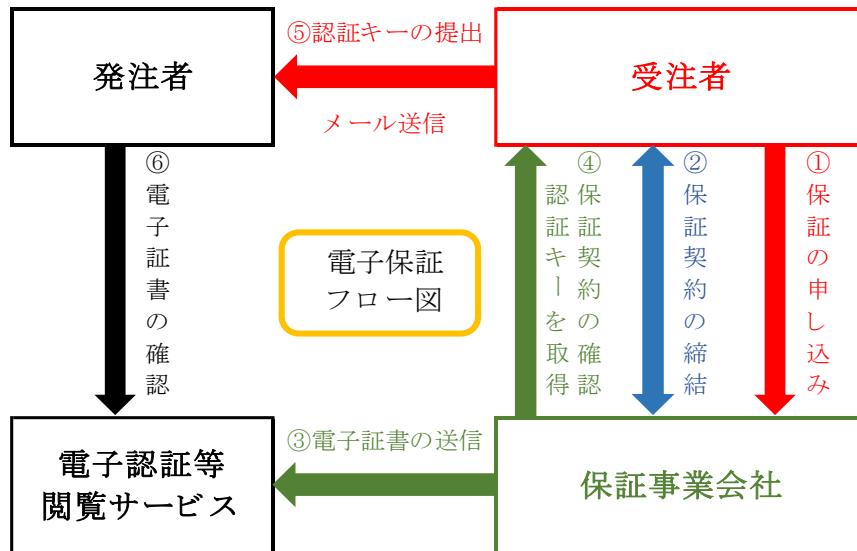 ⑤認証キーの提出
発注者
受注者
メール送信
⑥電子証書の確認
④保証契約の確認
認証キーを取得
②保証契約の締結
①保証の申し込み
電子保証
フロー図
③電子証書の送信
電子認証等
閲覧サービス
保証事業会社